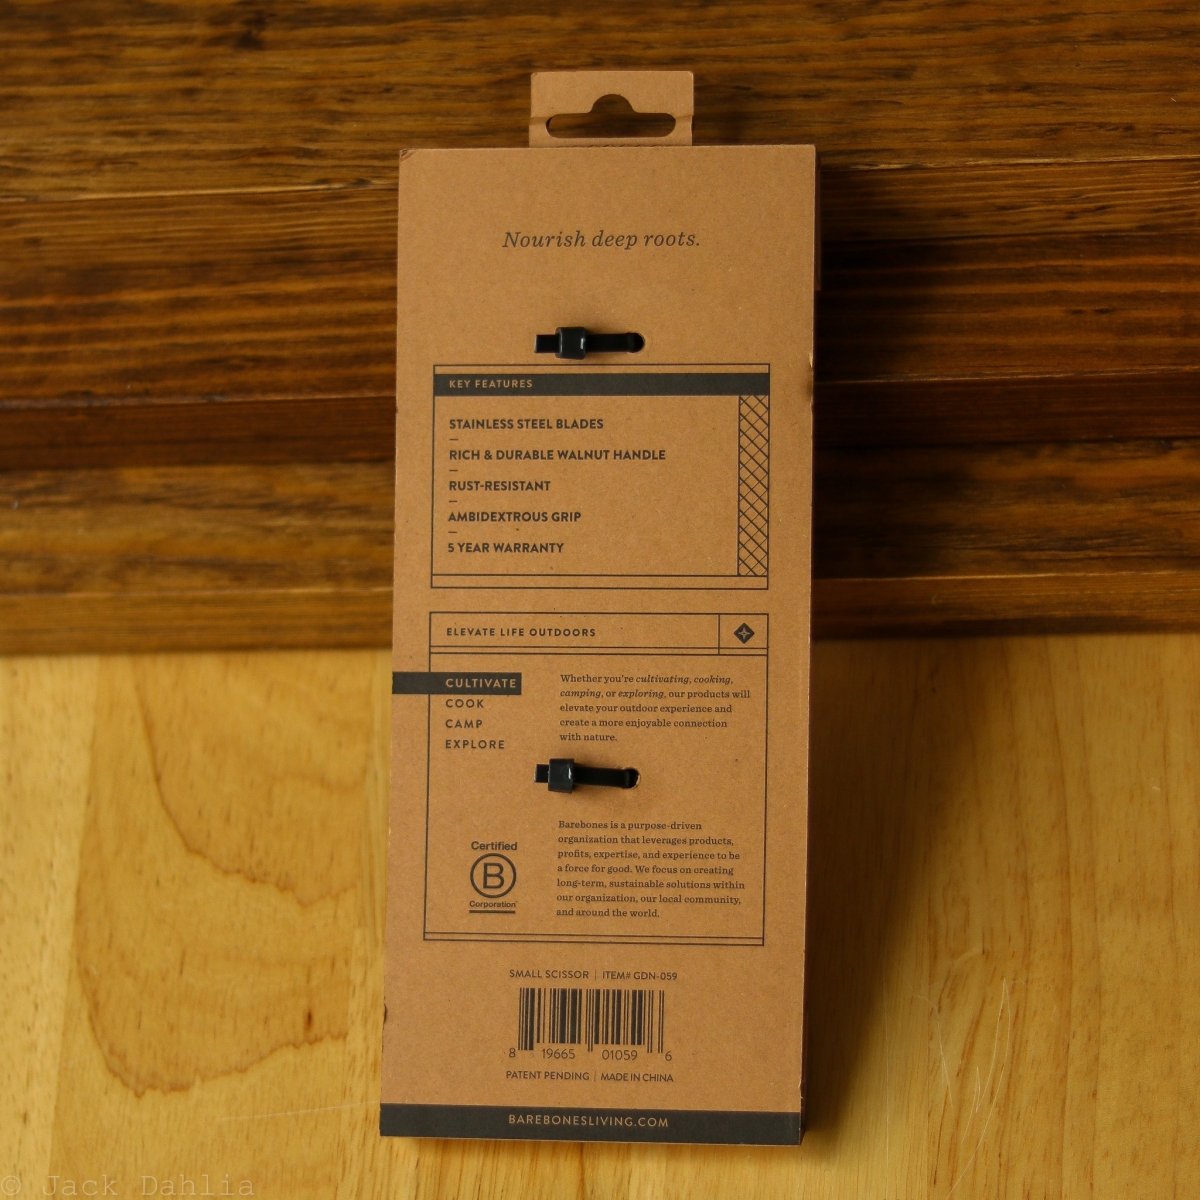 Nourish deep roots.
KEY FEATURES
STAINLESS STEEL BLADES
RICH & DURABLE WALNUT HANDLE
RUST-RESISTANT
AMBIDEXTROUS GRIP
5 YEAR WARRANTY
ELEVATE LIFE OUTDOORS
CULTIVATE
COOK
CAMP
EXPLORE
Whether you're cultivating, cooking,
camping, or exploring, our products will
elevate your outdoor experience and
create a more enjoyable connection
with nature.
Certified
B
Corporation
Barebones is a purpose-driven
organization that leverages products,
profits, expertise, and experience to be
a force for good. We focus on creating
long-term, sustainable solutions within
our organization, our local community,
and around the world.
SMALL SCISSOR | ITEM# GDN-059
8 19665 01059 6
PATENT PENDING | MADE IN CHINA
BAREBONESLIVING.COM
© Jack Dahlia